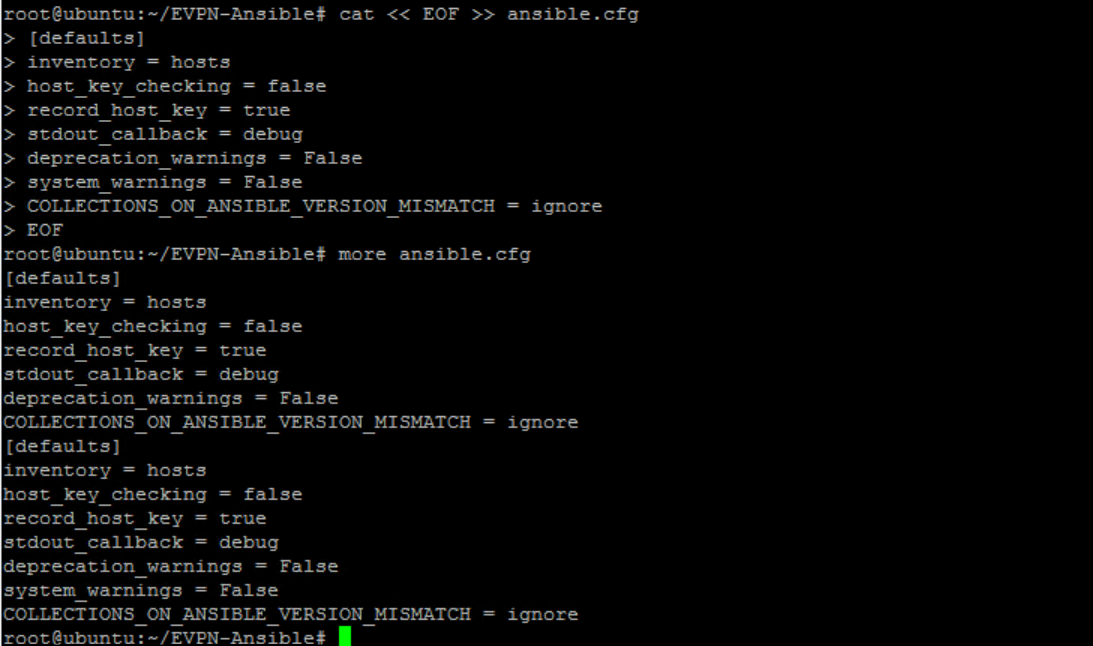 root@ubuntu:~/EVPN-Ansible# cat << EOF >> ansible.cfg
> [defaults]
> inventory = hosts
> host_key_checking = false
> record_host_key = true
> stdout_callback = debug
> deprecation_warnings = False
> system_warnings = False
> COLLECTIONS_ON_ANSIBLE_VERSION_MISMATCH = ignore
> EOF
root@ubuntu:~/EVPN-Ansible# more ansible.cfg
[defaults]
inventory = hosts
host_key_checking = false
record_host_key = true
stdout_callback = debug
deprecation_warnings = False
COLLECTIONS_ON_ANSIBLE_VERSION_MISMATCH = ignore
[defaults]
inventory = hosts
host_key_checking = false
record_host_key = true
stdout_callback = debug
deprecation_warnings = False
system_warnings = False
COLLECTIONS_ON_ANSIBLE_VERSION_MISMATCH = ignore
root@ubuntu:~/EVPN-Ansible#